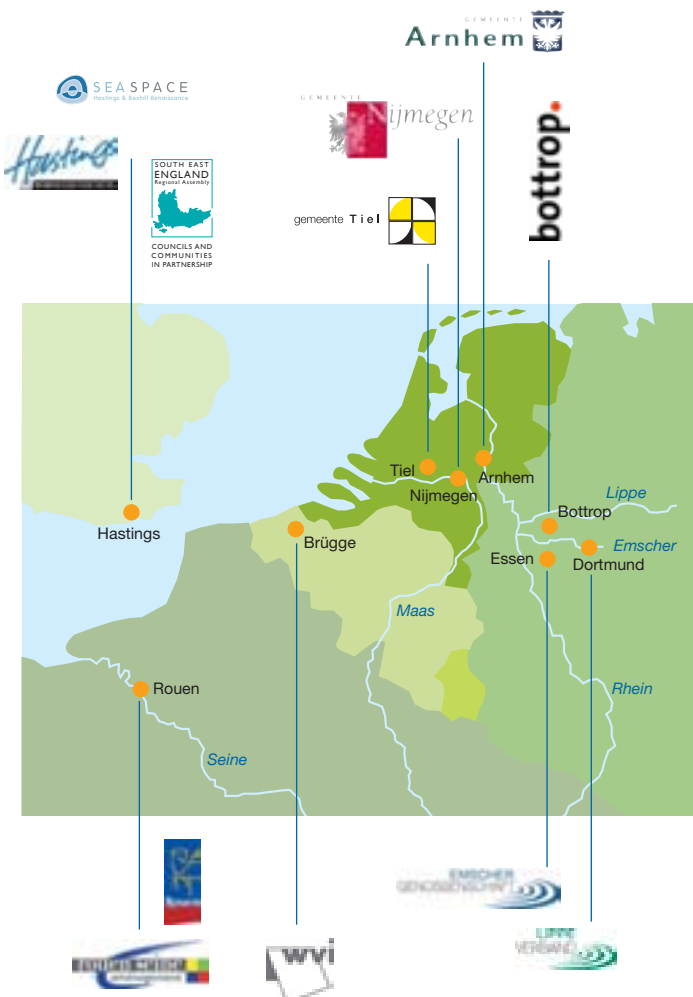 GEMEENTE
Arnhem
SEASPACE
Hastings & Bexhill Renaissance
GEMEENTE
Nijmegen
bottrop.
Hastings
SOUTH EAST
ENGLAND
Regional Assembly
COUNCILS AND
COMMUNITIES
IN PARTNERSHIP
gemeente Tiel
Tiel
Arnhem
Nijmegen
Lippe
Bottrop
Hastings
Brügge
Emscher
Essen
Dortmund
Maas
Rouen
Rhein
Seine
EMSCHER
GENOSSENSCHAFT
wvi
LIPPE
VERBAND